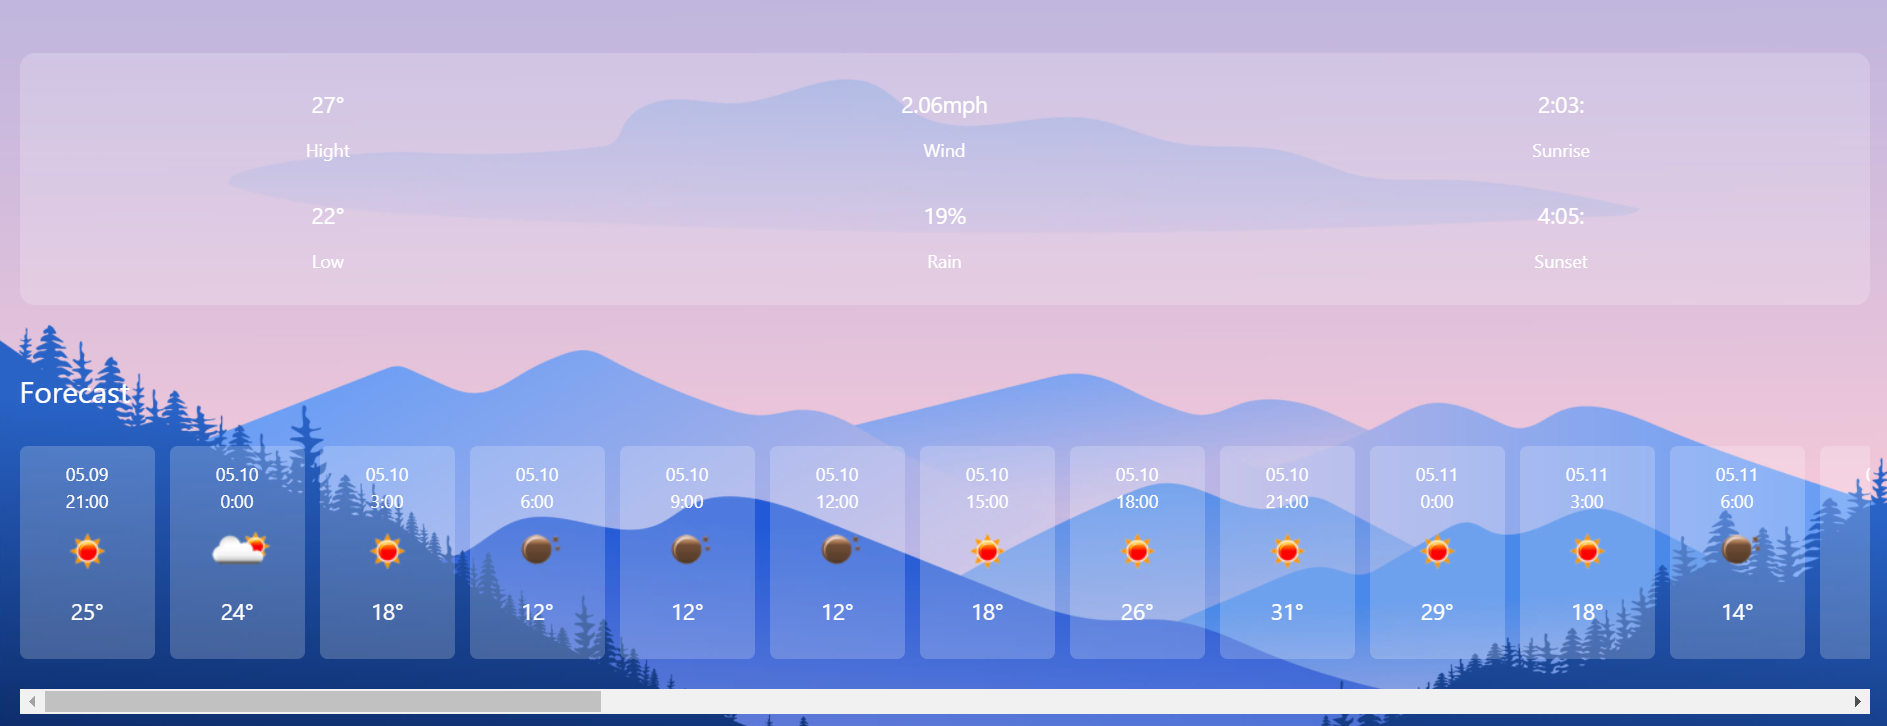 27° 2.06mph 2:03:
Hight Wind Sunrise
22° 19% 4:05:
Low Rain Sunset
Forecast
05.09 05.10 05.10 05.10 05.10 05.10 05.10 05.10 05.10 05.11 05.11 05.11
21:00 0:00 3:00 6:00 9:00 12:00 15:00 18:00 21:00 0:00 3:00 6:00
25° 24° 18° 12° 12° 12° 18° 26° 31° 29° 18° 14°